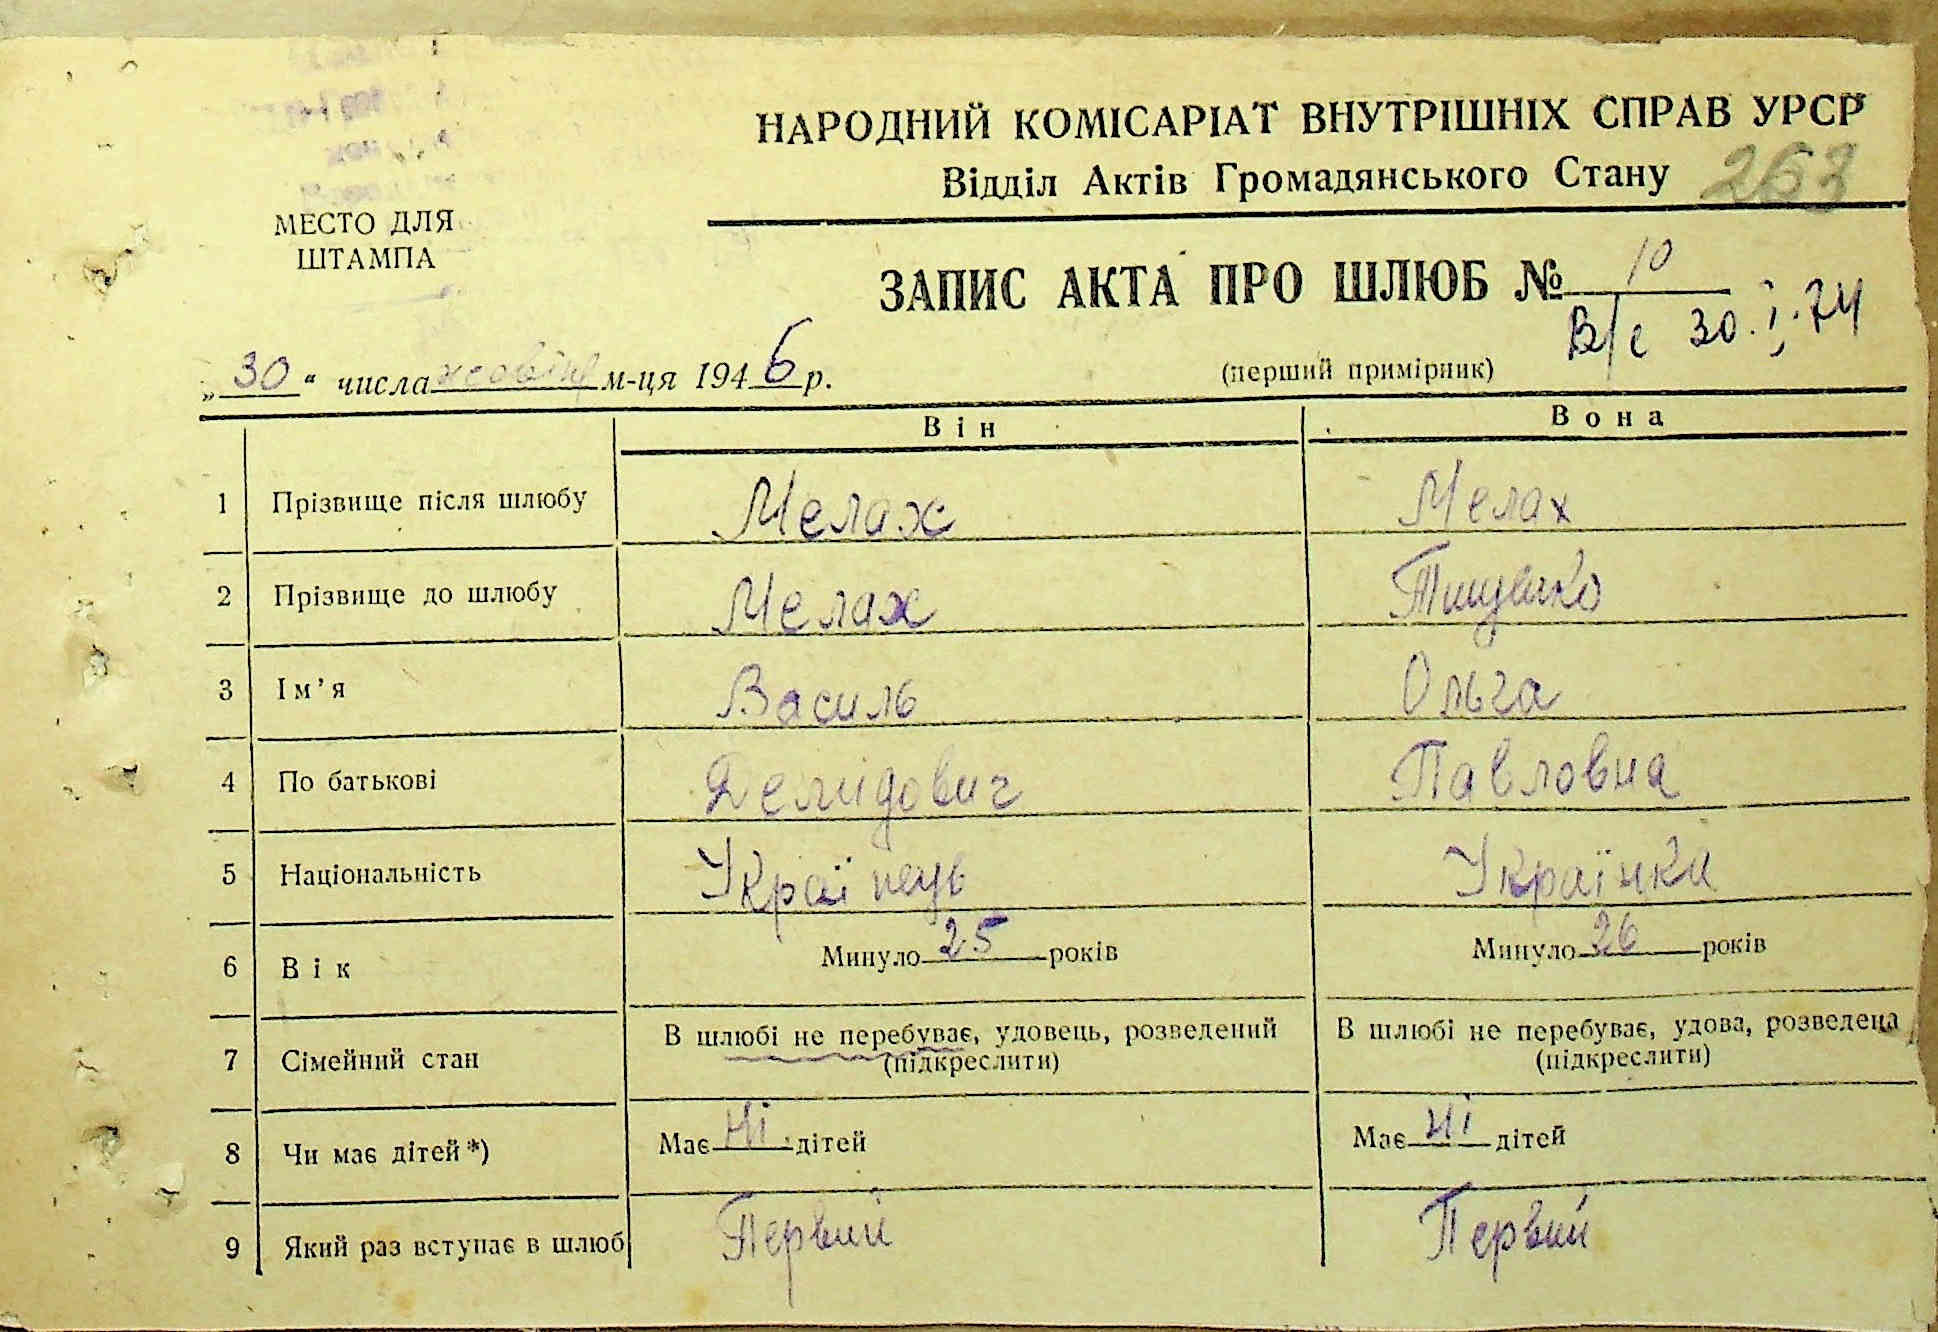 НАРОДНИЙ КОМІСАРІАТ ВНУТРІШНІХ СПРАВ УРСР
Відділ Актів Громадянського Стану 263
МЕСТО ДЛЯ
ШТАМПА
ЗАПИС АКТА ПРО ШЛЮБ № 10
В/с 30.I.74
„30“ числа м-ця 1946 р.
(перший примірник)
Він Вона
1 Прізвище після шлюбу Мелах Мелах
2 Прізвище до шлюбу Мелах Тищенко
3 Ім’я Василь Ольга
4 По батькові Демидович Павловна
5 Національність Українець Українка
6 Вік Минуло 25 років Минуло 26 років
7 Сімейний стан В шлюбі не перебуває, удовець, розведений В шлюбі не перебуває, удова, розведена
(підкреслити) (підкреслити)
8 Чи має дітей*) Має ні дітей Має ні дітей
9 Який раз вступає в шлюб Первий Первий